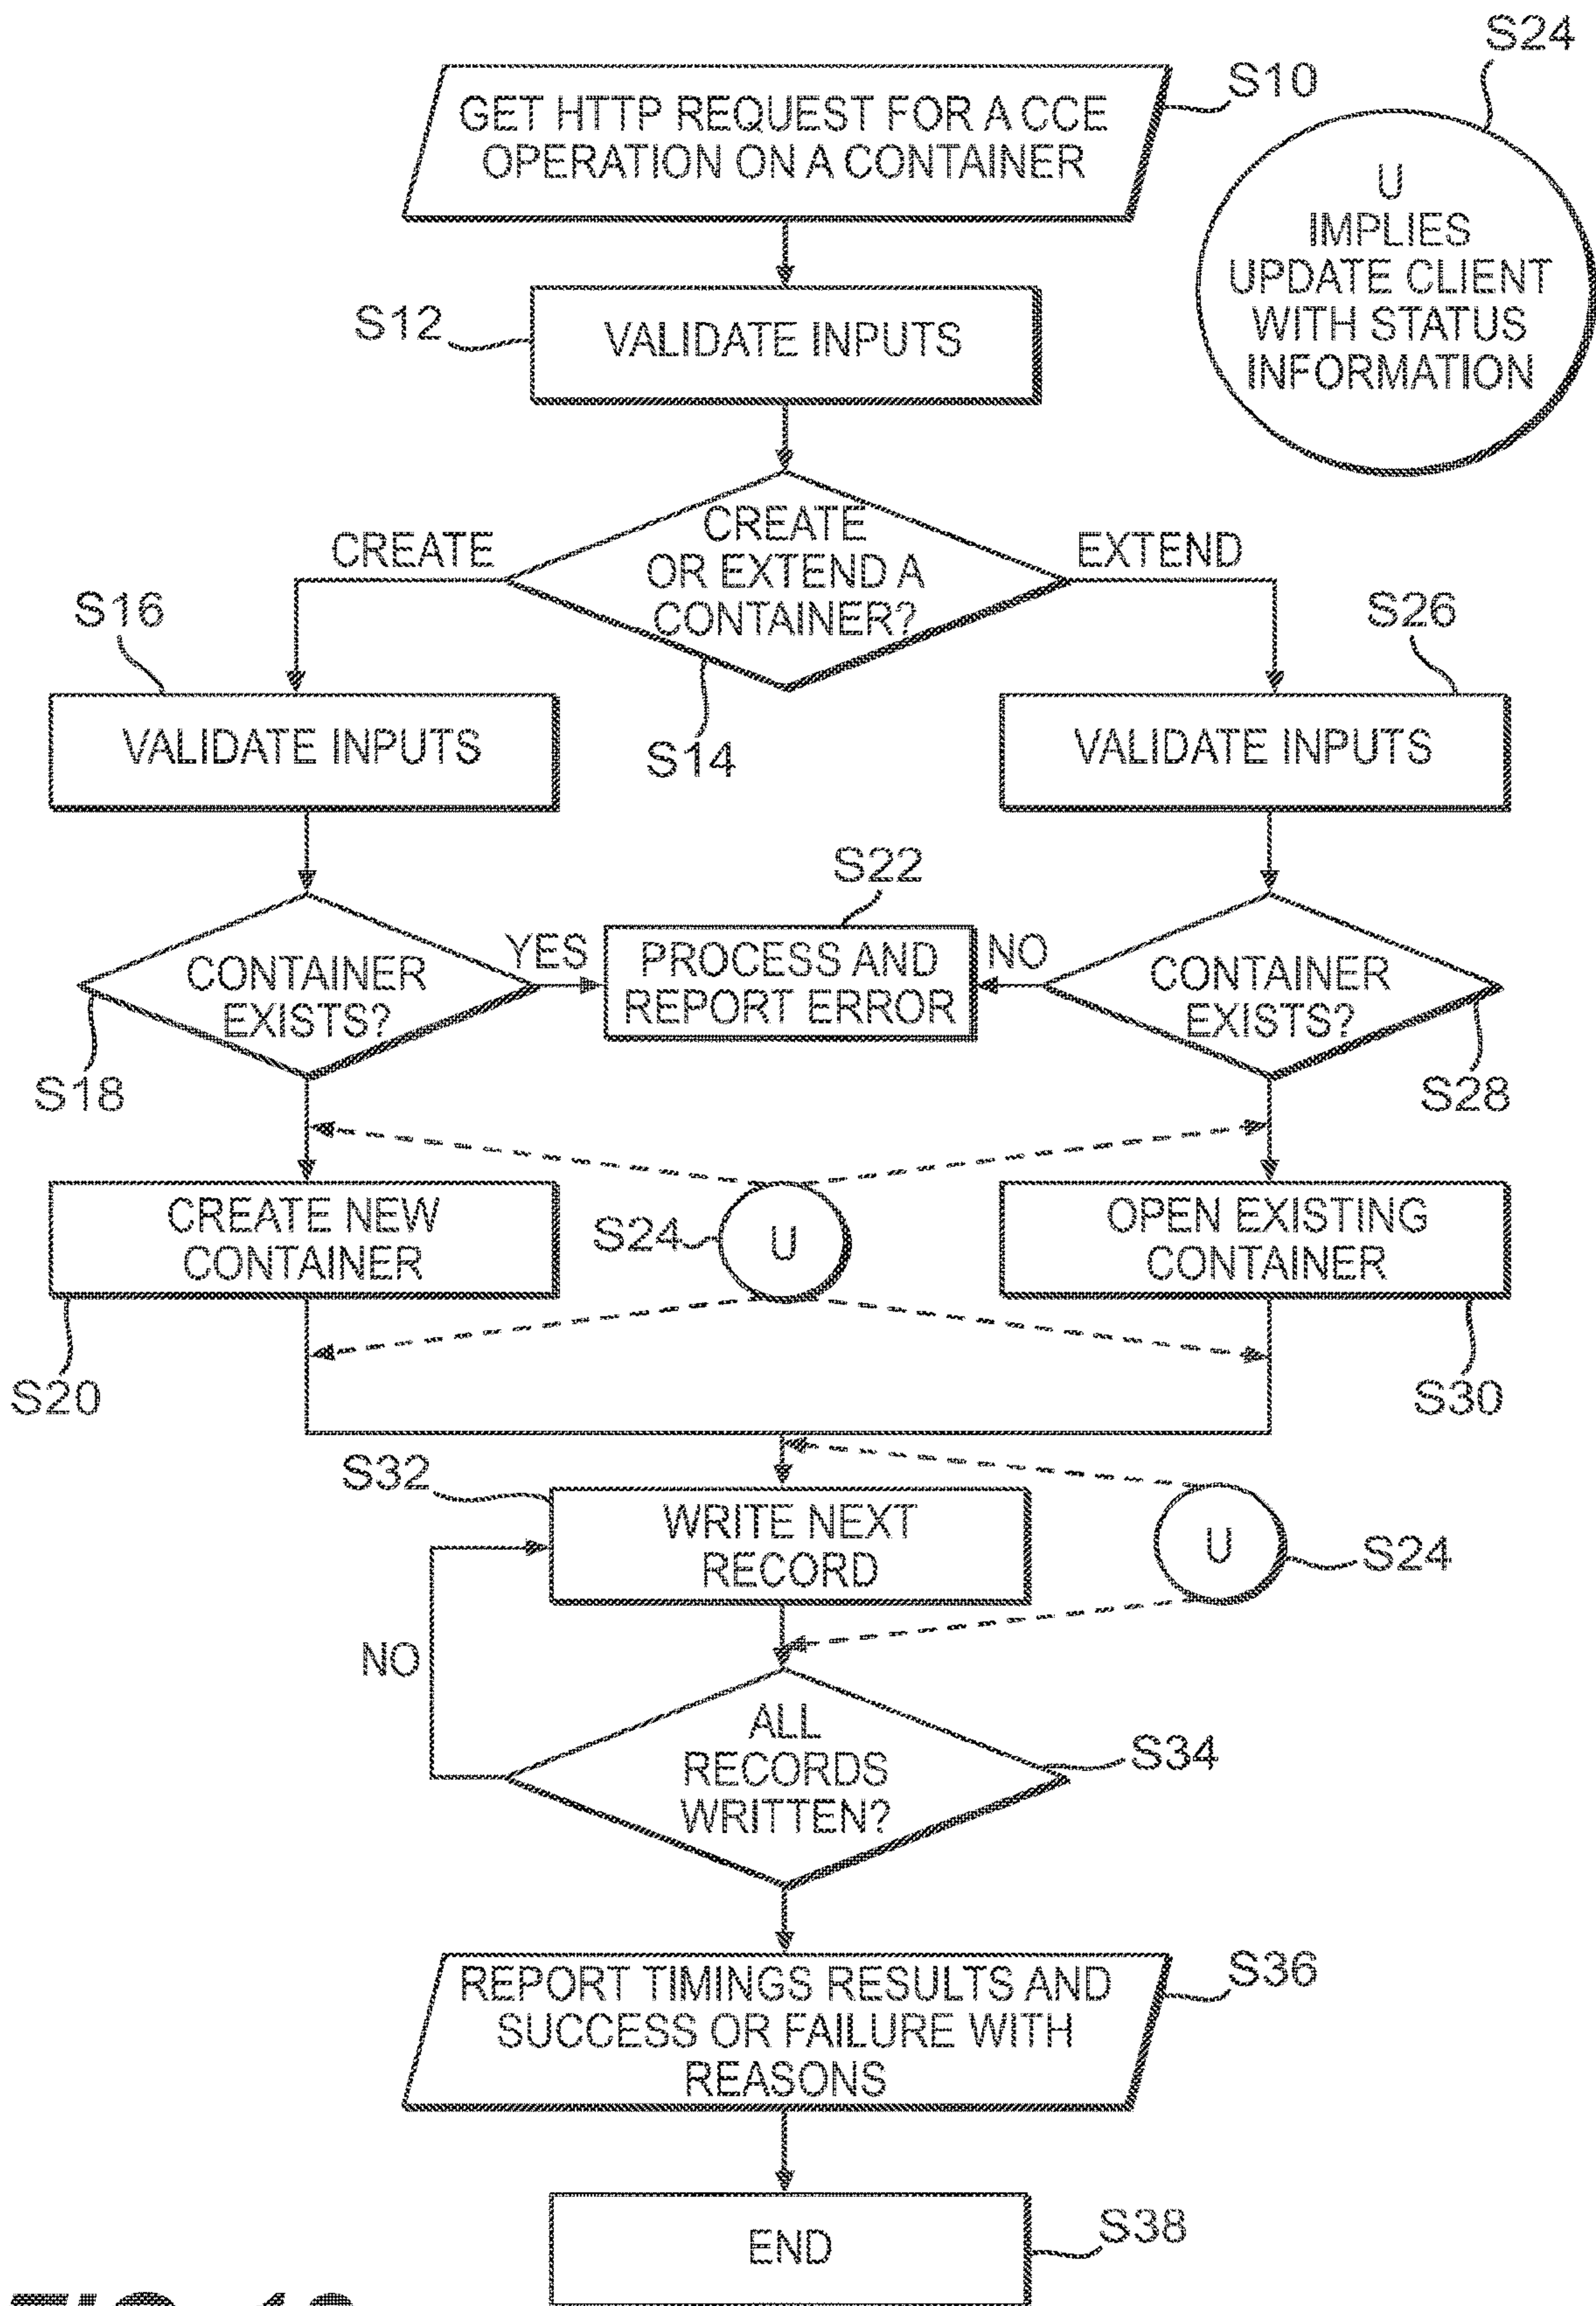 S24
S10
GET HTTP REQUEST FOR A CCE
OPERATION ON A CONTAINER
U
IMPLIES
UPDATE CLIENT
WITH STATUS
INFORMATION
S12
VALIDATE INPUTS
CREATE
OR EXTEND A
CONTAINER?
CREATE
EXTEND
S14
S16
VALIDATE INPUTS
S26
VALIDATE INPUTS
S22
CONTAINER
EXISTS?
YES
PROCESS AND
REPORT ERROR
NO
CONTAINER
EXISTS?
S18
S28
CREATE NEW
CONTAINER
S24
U
OPEN EXISTING
CONTAINER
S20
S30
S32
WRITE NEXT
RECORD
U
S24
NO
ALL
RECORDS
WRITTEN?
S34
REPORT TIMINGS RESULTS AND
SUCCESS OR FAILURE WITH
REASONS
S36
END
S38